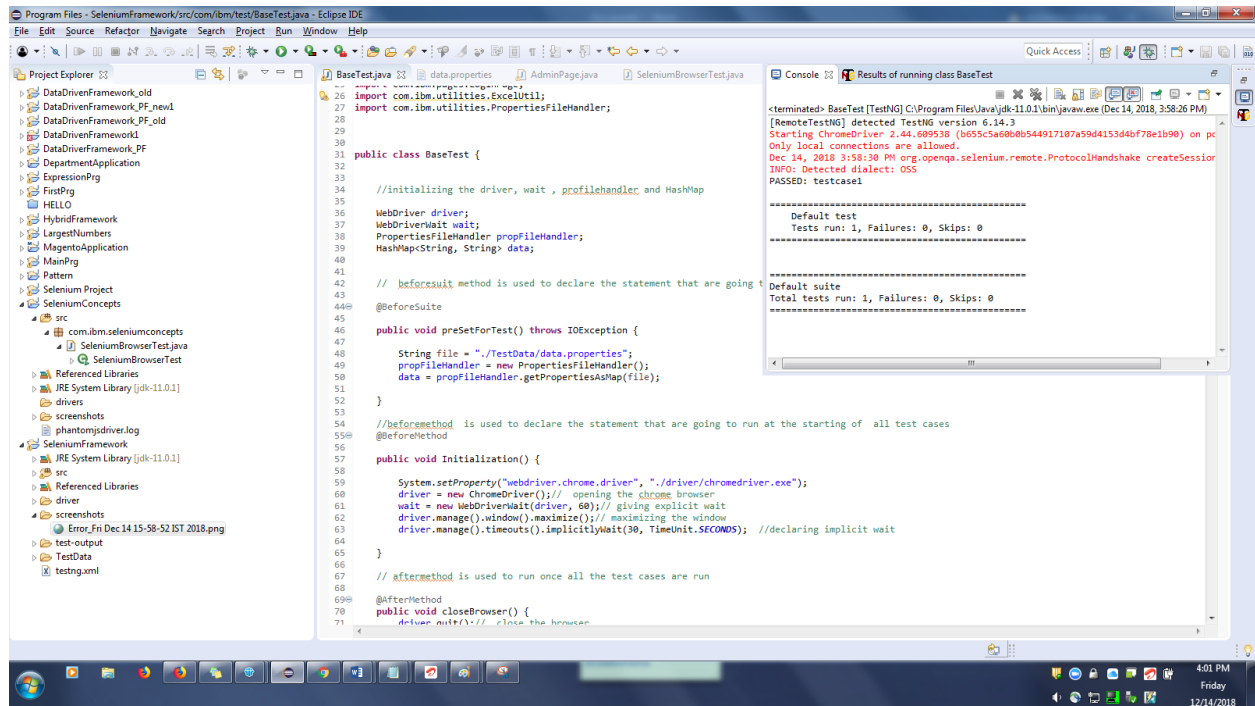 Program Files - SeleniumFramework/src/com/ibm/test/BaseTest.java - Eclipse IDE
File Edit Source Refactor Navigate Search Project Run Window Help
Quick Access
Project Explorer
DataDrivenFramework_old
DataDrivenFramework_PF_new1
DataDrivenFramework_PF_old
DataDrivenFramework1
DataDriverFramework_PF
DepartmentApplication
ExpressionPrg
FirstPrg
HELLO
HybridFramework
LargestNumbers
MagentoApplication
MainPrg
Pattern
Selenium Project
SeleniumConcepts
src
com.ibm.seleniumconcepts
SeleniumBrowserTest.java
SeleniumBrowserTest
Referenced Libraries
JRE System Library [jdk-11.0.1]
drivers
screenshots
phantomjsdriver.log
SeleniumFramework
JRE System Library [jdk-11.0.1]
src
Referenced Libraries
driver
screenshots
Error_Fri Dec 14 15-58-52 IST 2018.png
test-output
TestData
testng.xml
BaseTest.java data.properties AdminPage.java SeleniumBrowserTest.java
26 import com.ibm.utilities.ExcelUtil;
27 import com.ibm.utilities.PropertiesFileHandler;
28
29
30
31 public class BaseTest {
32
33
34 //initializing the driver, wait , profilehandler and HashMap
35
36 WebDriver driver;
37 WebDriverWait wait;
38 PropertiesFileHandler propFileHandler;
39 HashMap<String, String> data;
40
41
42 // beforesuit method is used to declare the statement that are going t
43
44 @BeforeSuite
45
46 public void preSetForTest() throws IOException {
47
48 String file = "./TestData/data.properties";
49 propFileHandler = new PropertiesFileHandler();
50 data = propFileHandler.getPropertiesAsMap(file);
51
52 }
53
54 //beforemethod is used to declare the statement that are going to run at the starting of all test cases
55 @BeforeMethod
56
57 public void Initialization() {
58
59 System.setProperty("webdriver.chrome.driver", "./driver/chromedriver.exe");
60 driver = new ChromeDriver();// opening the chrome browser
61 wait = new WebDriverWait(driver, 60);// giving explicit wait
62 driver.manage().window().maximize();// maximizing the window
63 driver.manage().timeouts().implicitlyWait(30, TimeUnit.SECONDS); //declaring implicit wait
64
65 }
66
67 // aftermethod is used to run once all the test cases are run
68
69 @AfterMethod
70 public void closeBrowser() {
71 driver.quit();// close the browser
Console Results of running class BaseTest
<terminated> BaseTest [TestNG] C:\Program Files\Java\jdk-11.0.1\bin\javaw.exe (Dec 14, 2018, 3:58:26 PM)
[RemoteTestNG] detected TestNG version 6.14.3
Starting ChromeDriver 2.44.609538 (b655c5a60b0b544917107a59d4153d4bf78e1b90) on po
Only local connections are allowed.
Dec 14, 2018 3:58:30 PM org.openqa.selenium.remote.ProtocolHandshake createSession
INFO: Detected dialect: OSS
PASSED: testcase1
===============================================
Default test
Tests run: 1, Failures: 0, Skips: 0
===============================================
===============================================
Default suite
Total tests run: 1, Failures: 0, Skips: 0
===============================================
4:01 PM
Friday
12/14/2018